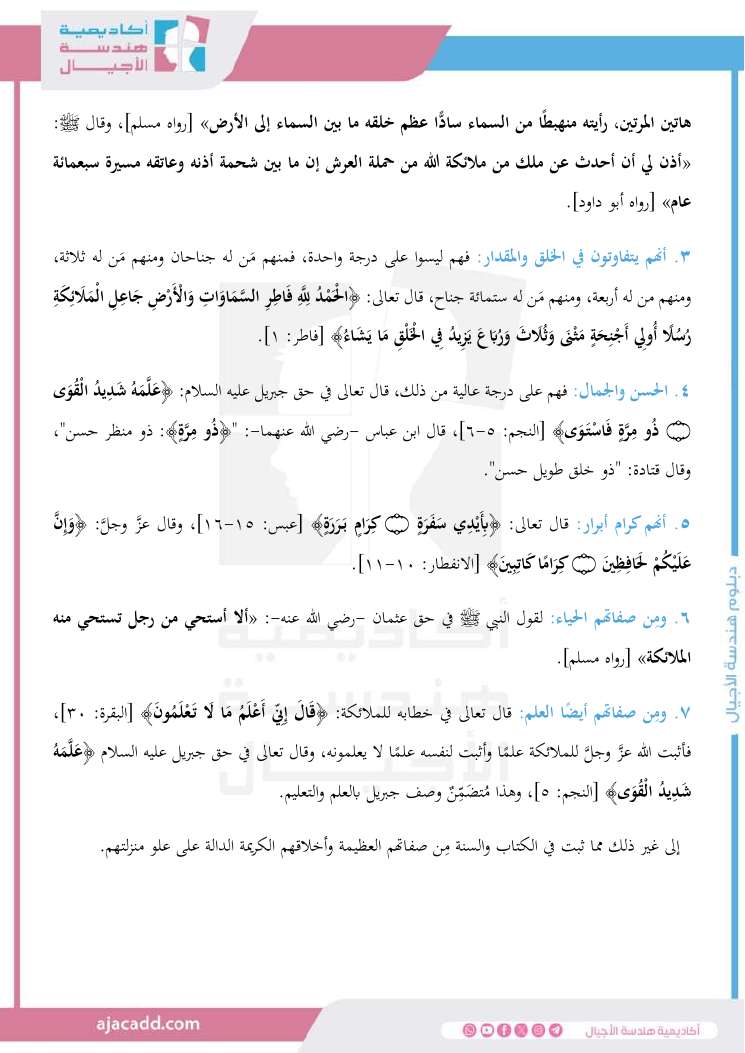 أكاديمية
هندسة
الأجيال
هاتين المرتين، رأيته منهبطًا من السماء سادًّا عظم خلقه ما بين السماء إلى الأرض» [رواه مسلم]، وقال ﷺ:
«أذن لي أن أحدث عن ملك من ملائكة الله من حملة العرش إن ما بين شحمة أذنه وعاتقه مسيرة سبعمائة
عام» [رواه أبو داود].
٣. أنهم يتفاوتون في الخلق والمقدار: فهم ليسوا على درجة واحدة، فمنهم مَن له جناحان ومنهم مَن له ثلاثة،
ومنهم من له أربعة، ومنهم مَن له ستمائة جناح، قال تعالى: ﴿الْحَمْدُ لِلَّهِ فَاطِرِ السَّمَاوَاتِ وَالْأَرْضِ جَاعِلِ الْمَلَائِكَةِ
رُسُلًا أُولِي أَجْنِحَةٍ مَثْنَى وَثُلَاثَ وَرُبَاعَ يَزِيدُ فِي الْخَلْقِ مَا يَشَاءُ﴾ [فاطر: ١].
٤. الحسن والجمال: فهم على درجة عالية من ذلك، قال تعالى في حق جبريل عليه السلام: ﴿عَلَّمَهُ شَدِيدُ الْقُوَى
۝ ذُو مِرَّةٍ فَاسْتَوَى﴾ [النجم: ٥-٦]، قال ابن عباس -رضي الله عنهما-: "﴿ذُو مِرَّةٍ﴾: ذو منظر حسن"،
وقال قتادة: "ذو خلق طويل حسن".
٥. أنهم كرام أبرار: قال تعالى: ﴿بِأَيْدِي سَفَرَةٍ ۝ كِرَامٍ بَرَرَةٍ﴾ [عبس: ١٥-١٦]، وقال عزَّ وجلَّ: ﴿وَإِنَّ
عَلَيْكُمْ لَحَافِظِينَ ۝ كِرَامًا كَاتِبِينَ﴾ [الانفطار: ١٠-١١].
٦. ومِن صفاتهم الحياء: لقول النبي ﷺ في حق عثمان -رضي الله عنه-: «ألا أستحي من رجل تستحي منه
الملائكة» [رواه مسلم].
٧. ومِن صفاتهم أيضًا العلم: قال تعالى في خطابه للملائكة: ﴿قَالَ إِنِّي أَعْلَمُ مَا لَا تَعْلَمُونَ﴾ [البقرة: ٣٠]،
فأثبت الله عزَّ وجلَّ للملائكة علمًا وأثبت لنفسه علمًا لا يعلمونه، وقال تعالى في حق جبريل عليه السلام ﴿عَلَّمَهُ
شَدِيدُ الْقُوَى﴾ [النجم: ٥]، وهذا مُتضَمِّنٌ وصف جبريل بالعلم والتعليم.
إلى غير ذلك مما ثبت في الكتاب والسنة مِن صفاتهم العظيمة وأخلاقهم الكريمة الدالة على علو منزلتهم.
أكاديمية
هندسة
الأجيال
دبلوم هندسة الأجيال
أكاديمية هندسة الأجيال
ajacadd.com